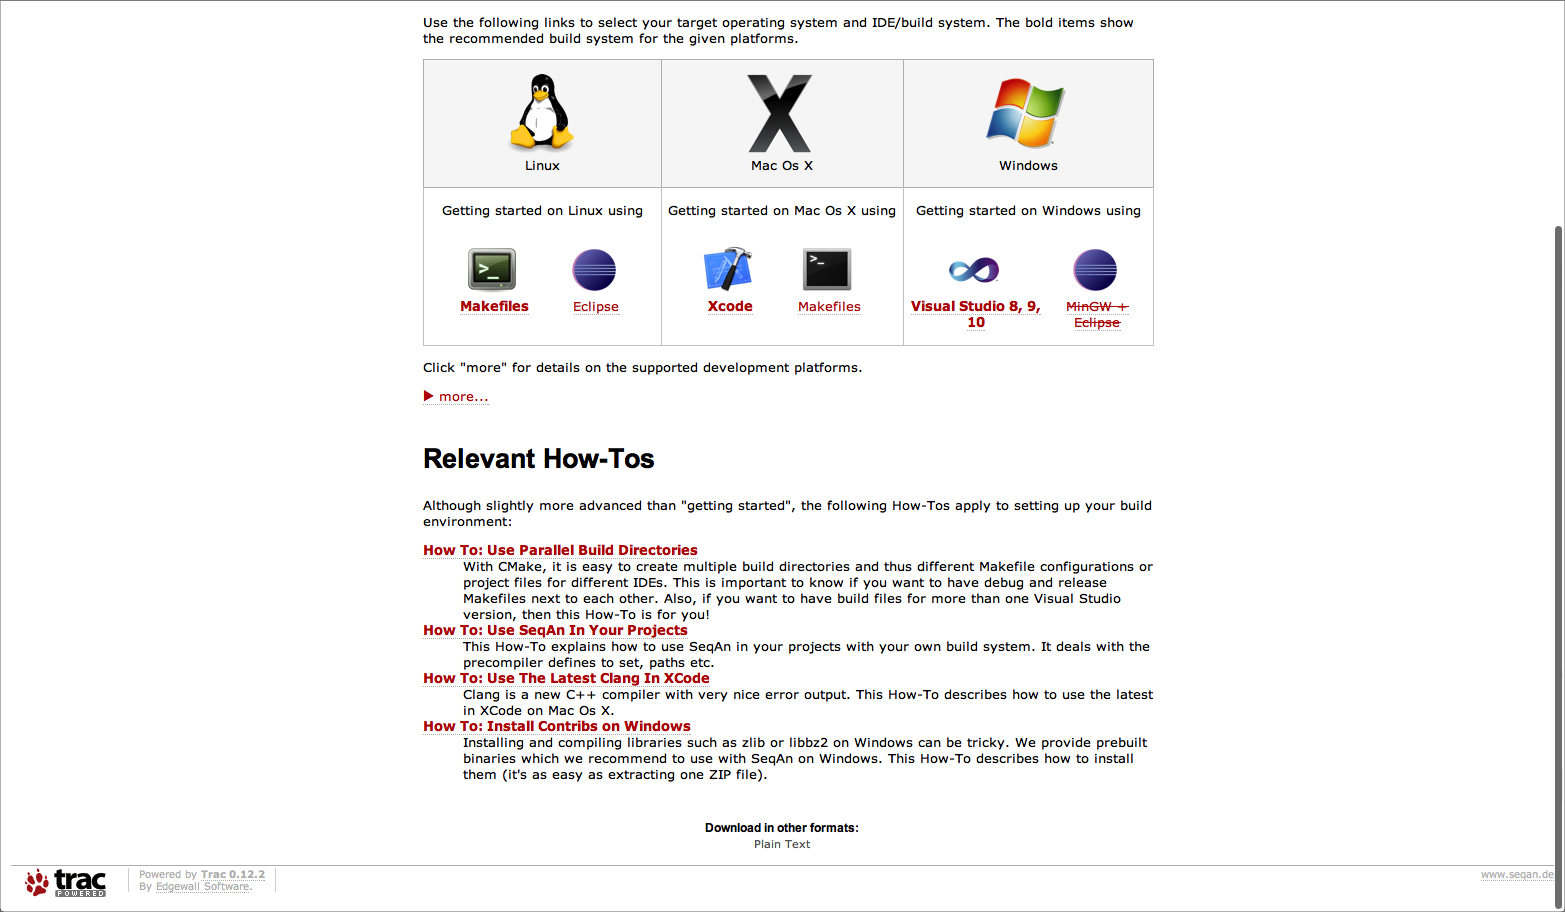 Use the following links to select your target operating system and IDE/build system. The bold items show
the recommended build system for the given platforms.
Linux
Mac Os X
Windows
Getting started on Linux using
Getting started on Mac Os X using
Getting started on Windows using
Makefiles
Eclipse
Xcode
Makefiles
Visual Studio 8, 9,
10
MinGW +
Eclipse
Click "more" for details on the supported development platforms.
more...
Relevant How-Tos
Although slightly more advanced than "getting started", the following How-Tos apply to setting up your build
environment:
How To: Use Parallel Build Directories
With CMake, it is easy to create multiple build directories and thus different Makefile configurations or
project files for different IDEs. This is important to know if you want to have debug and release
Makefiles next to each other. Also, if you want to have build files for more than one Visual Studio
version, then this How-To is for you!
How To: Use SeqAn In Your Projects
This How-To explains how to use SeqAn in your projects with your own build system. It deals with the
precompiler defines to set, paths etc.
How To: Use The Latest Clang In XCode
Clang is a new C++ compiler with very nice error output. This How-To describes how to use the latest
in XCode on Mac Os X.
How To: Install Contribs on Windows
Installing and compiling libraries such as zlib or libbz2 on Windows can be tricky. We provide prebuilt
binaries which we recommend to use with SeqAn on Windows. This How-To describes how to install
them (it's as easy as extracting one ZIP file).
Download in other formats:
Plain Text
trac
POWERED
Powered by Trac 0.12.2
By Edgewall Software.
www.seqan.de